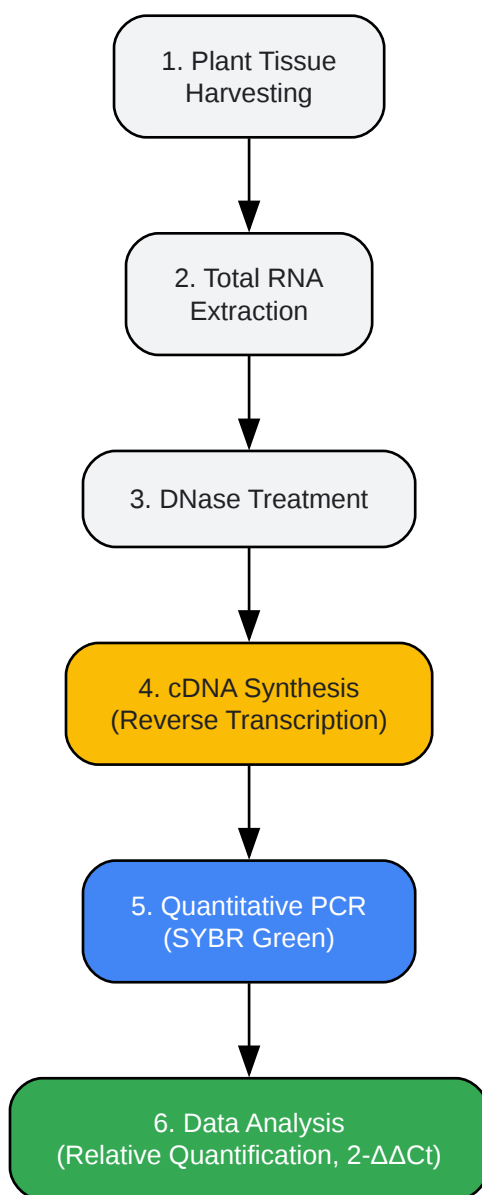 1. Plant Tissue
Harvesting
2. Total RNA
Extraction
3. DNase Treatment
4. cDNA Synthesis
(Reverse Transcription)
5. Quantitative PCR
(SYBR Green)
6. Data Analysis
(Relative Quantification, 2-ΔΔCt)